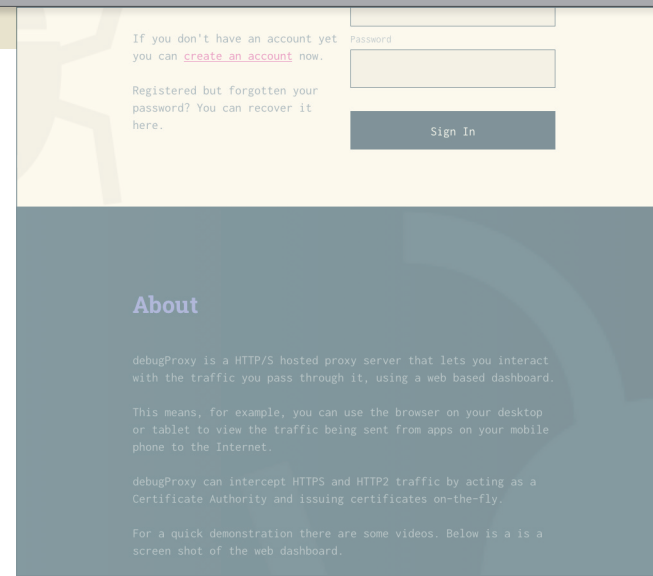 If you don't have an account yet
you can create an account now.
Registered but forgotten your
password? You can recover it
here.
Password
Sign In
About
debugProxy is a HTTP/S hosted proxy server that lets you interact
with the traffic you pass through it, using a web based dashboard.
This means, for example, you can use the browser on your desktop
or tablet to view the traffic being sent from apps on your mobile
phone to the Internet.
debugProxy can intercept HTTPS and HTTP2 traffic by acting as a
Certificate Authority and issuing certificates on-the-fly.
For a quick demonstration there are some videos. Below is a is a
screen shot of the web dashboard.